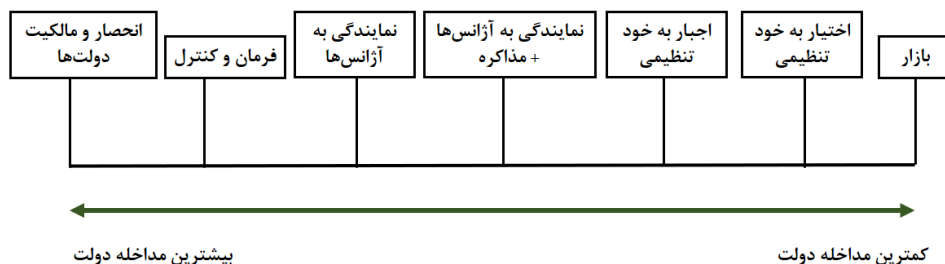 بازار
اختیار به خود
تنظیمی
اجبار به خود
تنظیمی
نمایندگی به آژانس‌ها
+ مذاکره
نمایندگی به
آژانس‌ها
فرمان و کنترل
انحصار و مالکیت
دولت‌ها
کمترین مداخله دولت
بیشترین مداخله دولت